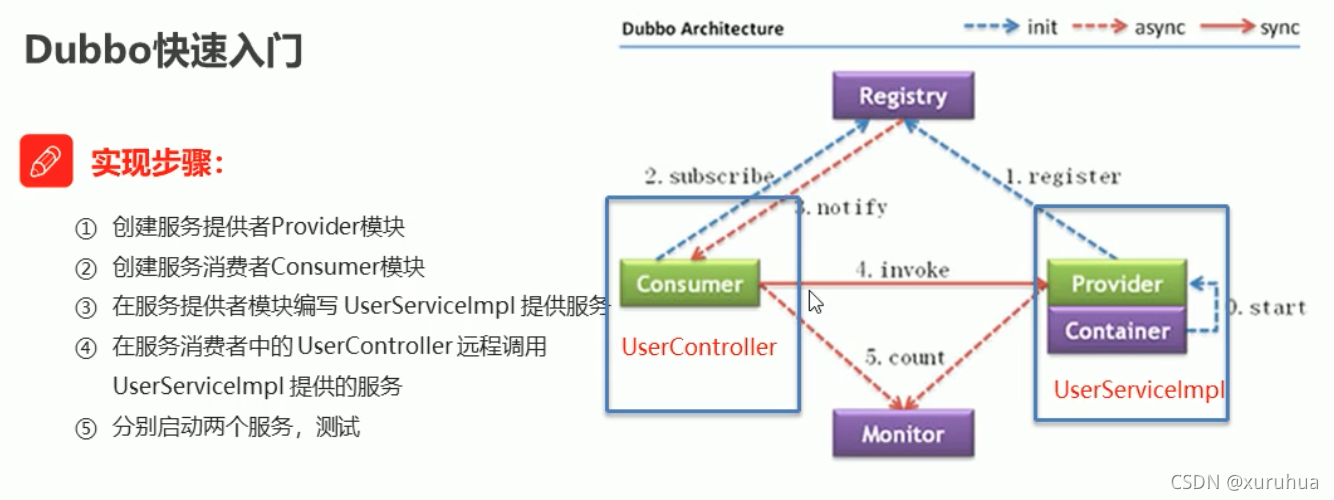 Dubbo快速入门
实现步骤：
① 创建服务提供者Provider模块
② 创建服务消费者Consumer模块
③ 在服务提供者模块编写 UserServiceImpl 提供服务
④ 在服务消费者中的 UserController 远程调用
UserServiceImpl 提供的服务
⑤ 分别启动两个服务，测试
Dubbo Architecture
init async sync
Registry
2. subscribe
1. register
3. notify
Consumer
4. invoke
Provider
0. start
Container
UserController
5. count
UserServiceImpl
Monitor
CSDN @xuruhua